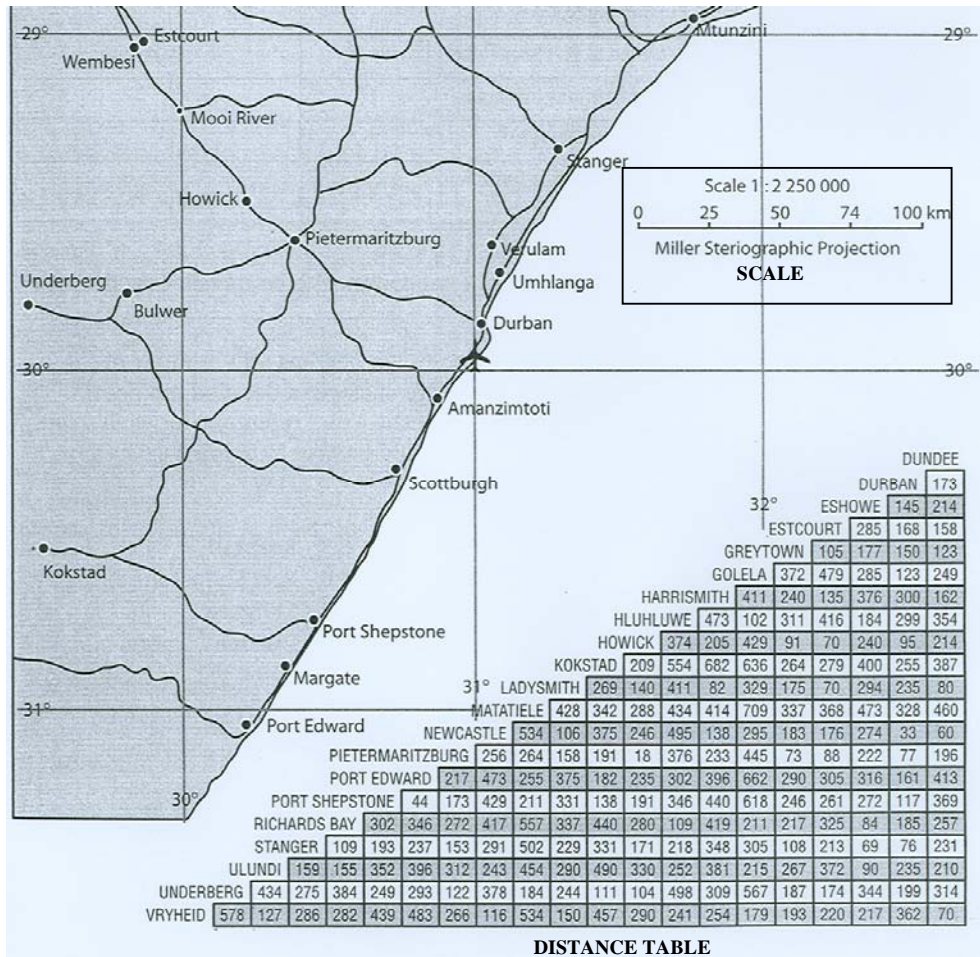 29°
29°
Estcourt
Wembesi
Mtunzini
Mooi River
Stanger
Scale 1 : 2 250 000
0 25 50 74 100 km
Miller Steriographic Projection
SCALE
Howick
Pietermaritzburg
Verulam
Umhlanga
Underberg
Bulwer
Durban
30°
30°
Amanzimtoti
Scottburgh
Kokstad
Port Shepstone
Margate
Port Edward
31°
31°
30°
32°
DUNDEE
DURBAN 173
ESHOWE 145 214
ESTCOURT 285 168 158
GREYTOWN 105 177 150 123
GOLELA 372 479 285 123 249
HARRISMITH 411 240 135 376 300 162
HLUHLUWE 473 102 311 416 184 299 354
HOWICK 374 205 429 91 70 240 95 214
KOKSTAD 209 554 682 636 264 279 400 255 387
LADYSMITH 269 140 411 82 329 175 70 294 235 80
31°
MATATIELE 428 342 288 434 414 709 337 368 473 328 460
NEWCASTLE 534 106 375 246 495 138 295 183 176 274 33 60
PIETERMARITZBURG 256 264 158 191 18 376 233 445 73 88 222 77 196
PORT EDWARD 217 473 255 375 182 235 302 396 662 290 305 316 161 413
PORT SHEPSTONE 44 173 429 211 331 138 191 346 440 618 246 261 272 117 369
RICHARDS BAY 302 346 272 417 557 337 440 280 109 419 211 217 325 84 185 257
STANGER 109 193 237 153 291 502 229 331 171 218 348 305 108 213 69 76 231
ULUNDI 159 155 352 396 312 243 454 290 490 330 252 381 215 267 372 90 235 210
UNDERBERG 434 275 384 249 293 122 378 184 244 111 104 498 309 567 187 174 344 199 314
VRYHEID 578 127 286 282 439 483 266 116 534 150 457 290 241 254 179 193 220 217 362 70
DISTANCE TABLE